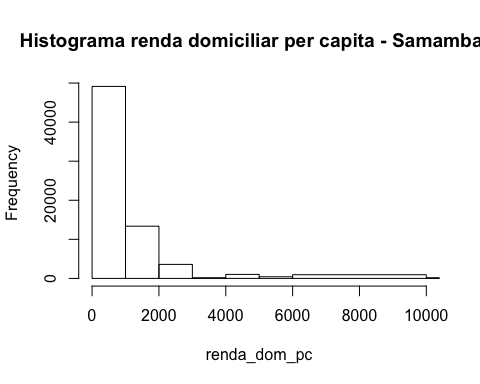 Histograma renda domiciliar per capita - Samamba
Frequency
0
20000
40000
0 2000 4000 6000 8000 10000
renda_dom_pc